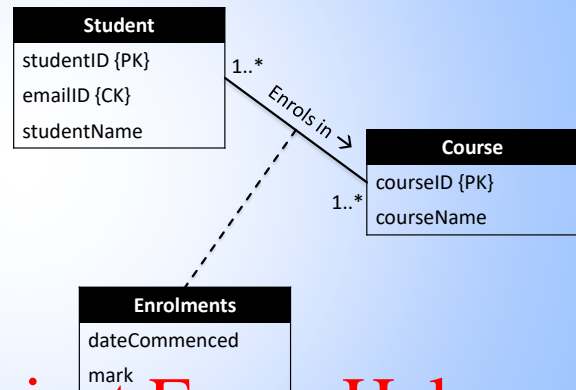 Student
studentID {PK}
emailID {CK}
studentName
1..*
Enrols in →
Course
courseID {PK}
courseName
1..*
Enrolments
dateCommenced
mark